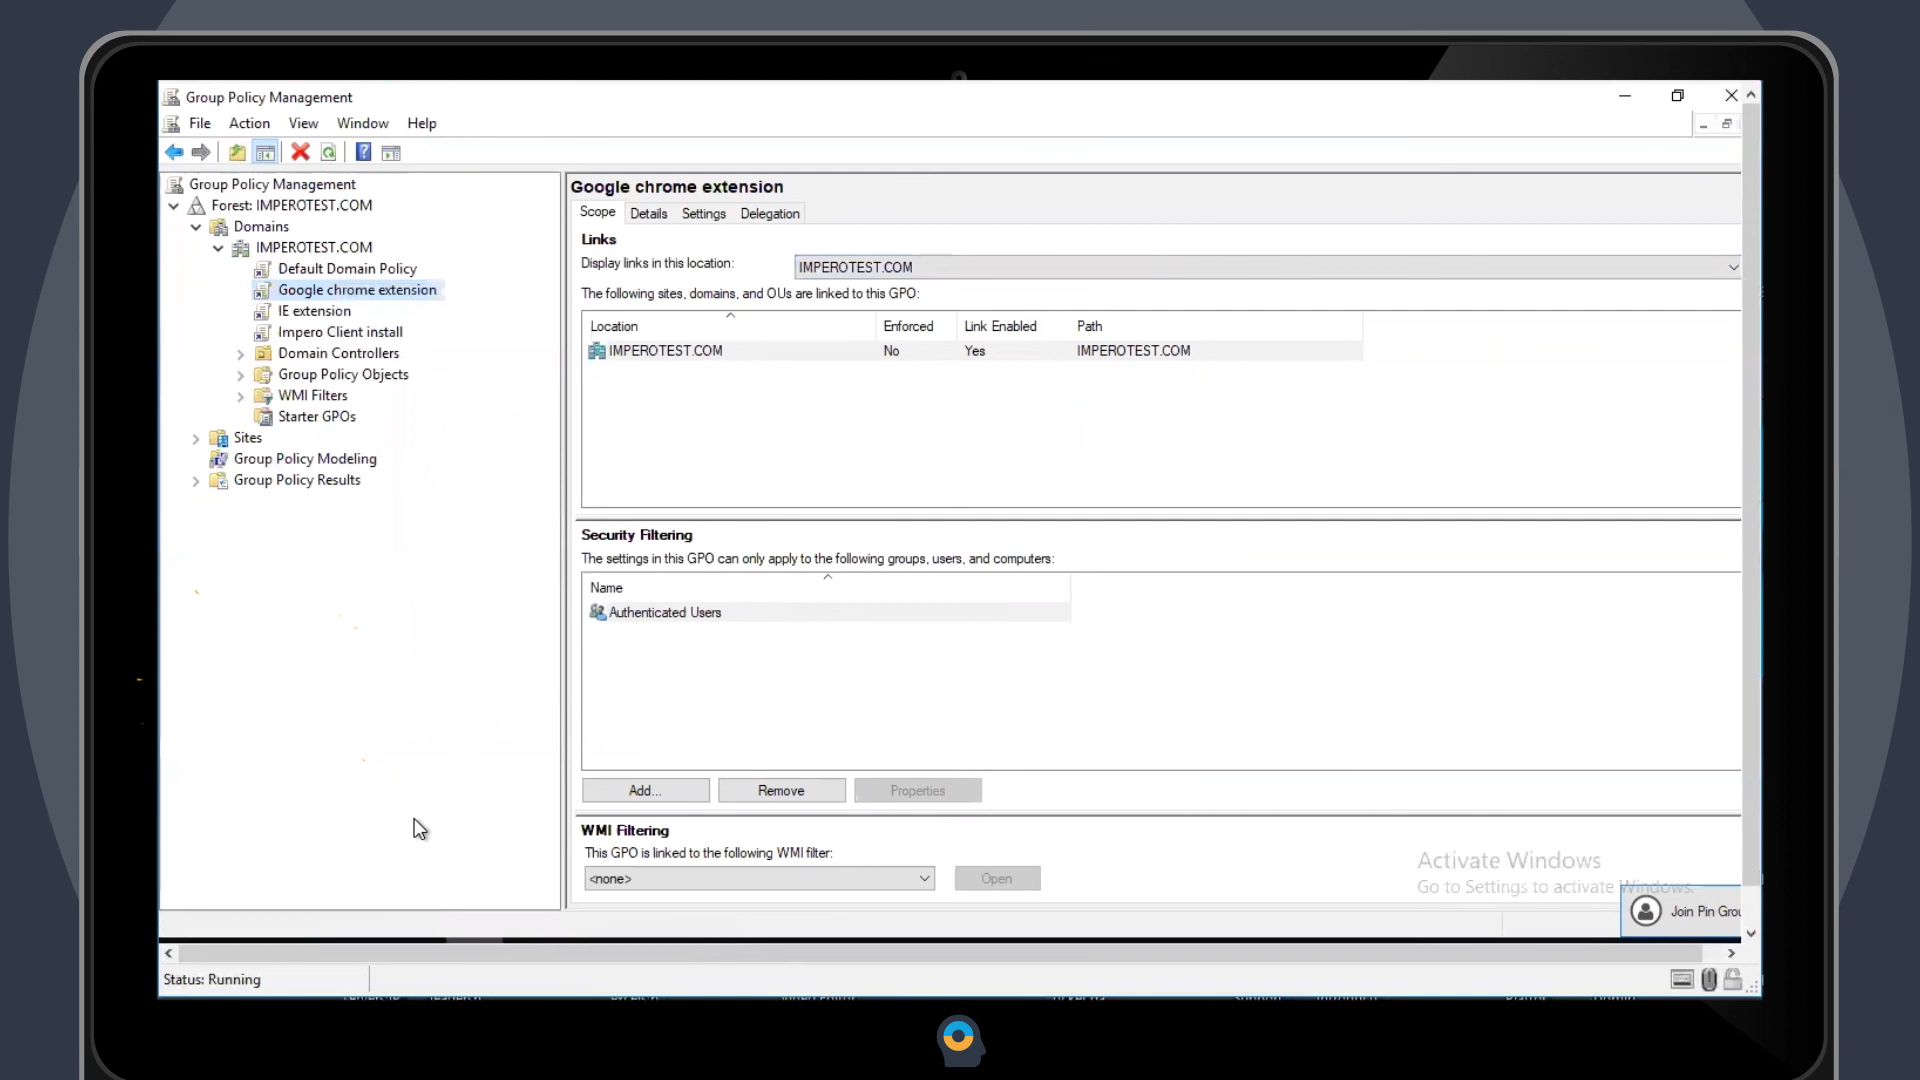 Group Policy Management
File Action View Window Help
Group Policy Management
Forest: IMPEROTEST.COM
Domains
IMPEROTEST.COM
Default Domain Policy
Google chrome extension
IE extension
Impero Client install
Domain Controllers
Group Policy Objects
WMI Filters
Starter GPOs
Sites
Group Policy Modeling
Group Policy Results
Google chrome extension
Scope Details Settings Delegation
Links
Display links in this location: IMPEROTEST.COM
The following sites, domains, and OUs are linked to this GPO:
Location Enforced Link Enabled Path
IMPEROTEST.COM No Yes IMPEROTEST.COM
Security Filtering
The settings in this GPO can only apply to the following groups, users, and computers:
Name
Authenticated Users
Add... Remove Properties
WMI Filtering
This GPO is linked to the following WMI filter:
<none> Open
Activate Windows
Go to Settings to activate Windows.
Join Pin Grou
Status: Running